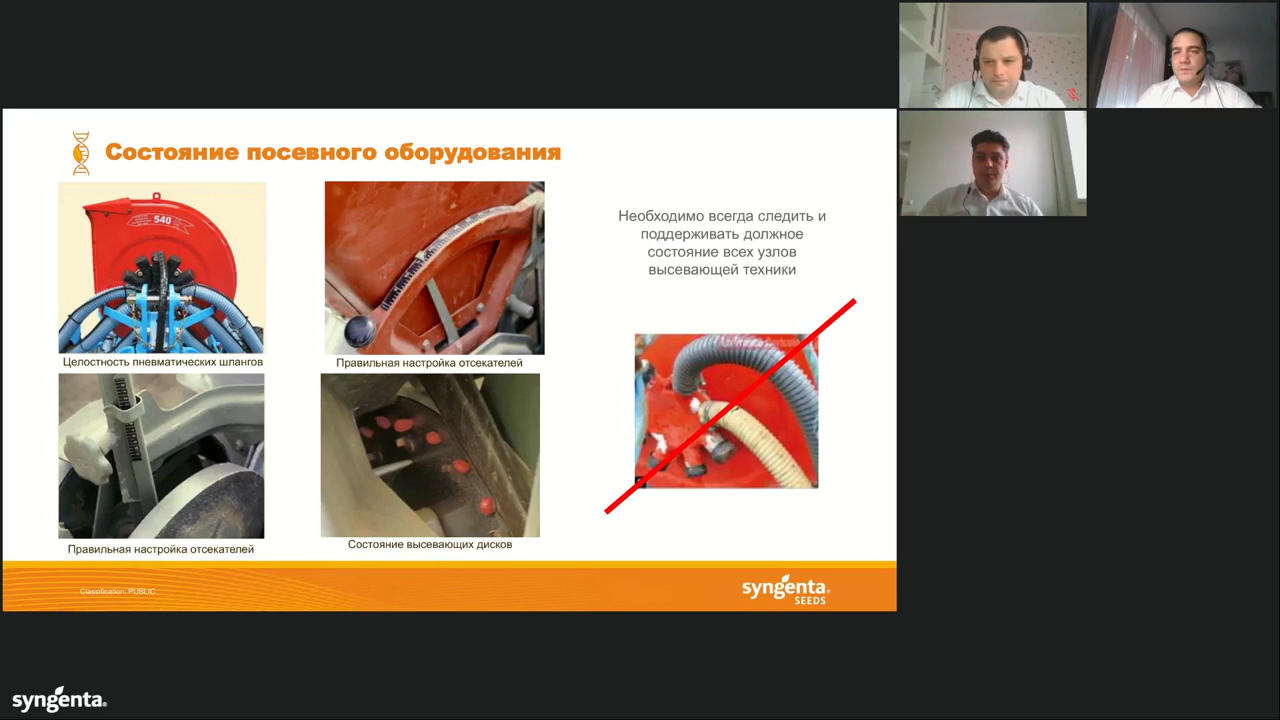 Состояние посевного оборудования
540
Целостность пневматических шлангов
Правильная настройка отсекателей
Правильная настройка отсекателей
Состояние высевающих дисков
Необходимо всегда следить и
поддерживать должное
состояние всех узлов
высевающей техники
Classification: PUBLIC
syngenta
SEEDS
syngenta